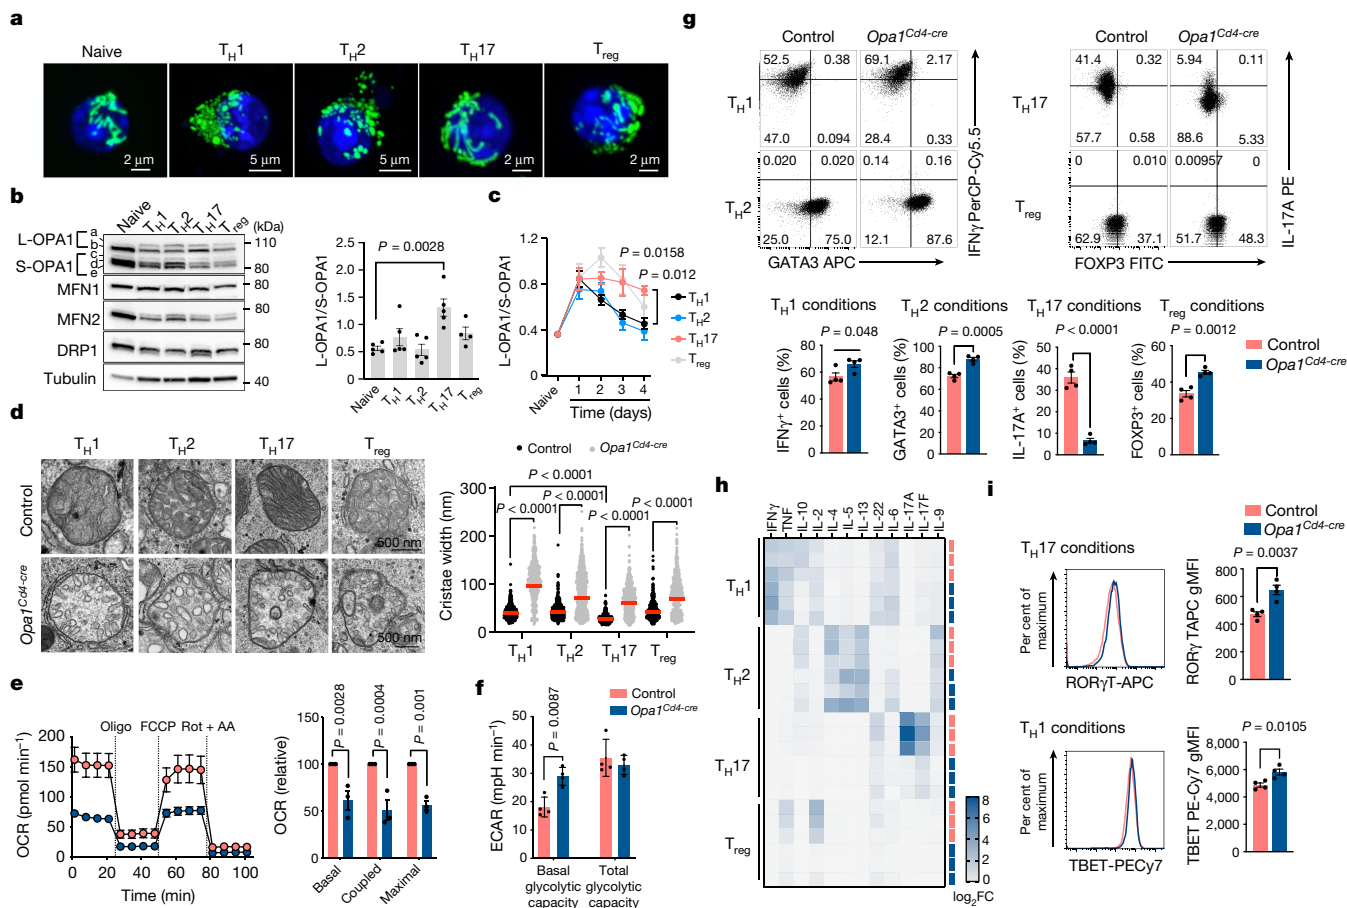 a
Naive
TH1
TH2
TH17
Treg
2 μm
5 μm
5 μm
2 μm
2 μm
b
Naive
TH1
TH2
TH17
Treg
(kDa)
L-OPA1
a
b
S-OPA1
c
d
e
110
80
MFN1
80
MFN2
80
DRP1
80
Tubulin
40
L-OPA1/S-OPA1
2.5
2.0
1.5
1.0
0.5
0
P = 0.0028
Naive
TH1
TH2
TH17
Treg
c
L-OPA1/S-OPA1
1.2
0.8
0.4
0
P = 0.0158
P = 0.012
TH1
TH2
TH17
Treg
Naive
1 2 3 4
Time (days)
d
TH1
TH2
TH17
Treg
Control
Opa1Cd4-cre
500 nm
500 nm
Control
Opa1Cd4-cre
Cristae width (nm)
300
200
100
0
P < 0.0001
P < 0.0001
P < 0.0001
P < 0.0001
P < 0.0001
TH1
TH2
TH17
Treg
e
Oligo FCCP Rot + AA
OCR (pmol min−1)
200
150
100
50
0
0 20 40 60 80 100
Time (min)
OCR (relative)
150
100
50
0
P = 0.0028
P = 0.0004
P = 0.001
Basal
Coupled
Maximal
f
Control
Opa1Cd4-cre
ECAR (mpH min−1)
50
40
30
20
10
0
P = 0.0087
Basal glycolytic capacity
Total glycolytic capacity
g
Control
Opa1Cd4-cre
TH1
52.5 0.38
47.0 0.094
69.1 2.17
28.4 0.33
TH2
0.020 0.020
25.0 75.0
0.14 0.16
12.1 87.6
GATA3 APC
IFNγ PerCP-Cy5.5
Control
Opa1Cd4-cre
TH17
41.4 0.32
57.7 0.58
5.94 0.11
88.6 5.33
Treg
0 0.010
62.9 37.1
0.00957 0
51.7 48.3
FOXP3 FITC
IL-17A PE
TH1 conditions
P = 0.048
IFNγ+ cells (%)
100
80
60
40
20
0
TH2 conditions
P = 0.0005
GATA3+ cells (%)
100
75
50
25
0
TH17 conditions
P < 0.0001
IL-17A+ cells (%)
50
40
30
20
10
0
Treg conditions
P = 0.0012
FOXP3+ cells (%)
60
40
20
0
Control
Opa1Cd4-cre
h
IFNγ
TNF
IL-10
IL-2
IL-4
IL-5
IL-13
IL-22
IL-6
IL-17A
IL-17F
IL-9
TH1
TH2
TH17
Treg
8
6
4
2
0
log2FC
i
Control
Opa1Cd4-cre
TH17 conditions
Per cent of maximum
RORγT-APC
P = 0.0037
RORγ TAPC gMFI
800
600
400
200
0
TH1 conditions
Per cent of maximum
TBET-PECy7
P = 0.0105
TBET PE-Cy7 gMFI
8,000
6,000
4,000
2,000
0